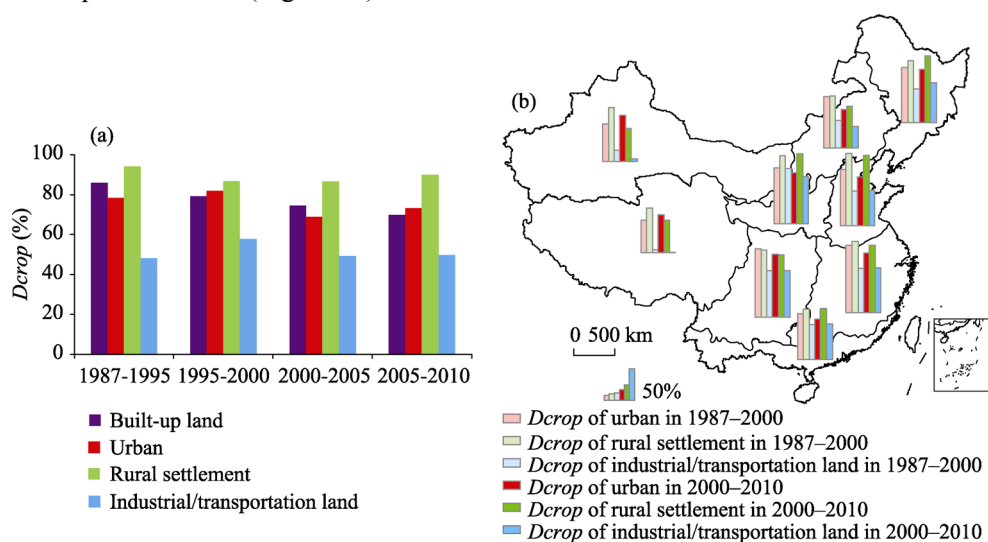 (a)
Dcrop (%)
100
80
60
40
20
0
1987-1995 1995-2000 2000-2005 2005-2010
Built-up land
Urban
Rural settlement
Industrial/transportation land
(b)
0 500 km
50%
Dcrop of urban in 1987–2000
Dcrop of rural settlement in 1987–2000
Dcrop of industrial/transportation land in 1987–2000
Dcrop of urban in 2000–2010
Dcrop of rural settlement in 2000–2010
Dcrop of industrial/transportation land in 2000–2010